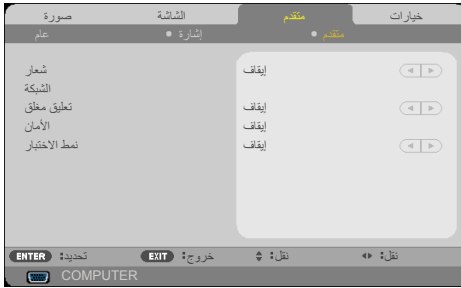 صورة الشاشة متقدم خيارات
عام إشارة متقدم
شعار إيقاف
الشبكة
تعليق مغلق إيقاف
الأمان إيقاف
نمط الاختبار إيقاف
ENTER تحديد: EXIT خروج: نقل: نقل:
COMPUTER